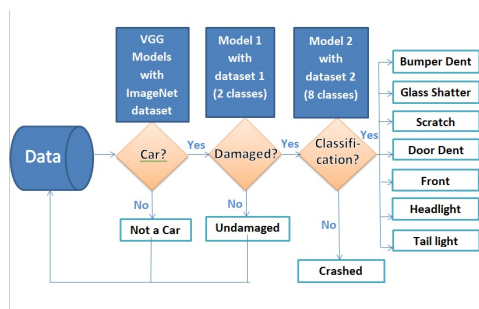 VGG
Models
with
ImageNet
dataset
Model 1
with
dataset 1
(2 classes)
Model 2
with
dataset 2
(8 classes)
Data
Car?
Yes
Damaged?
Yes
Classifi-
cation?
Yes
No
Not a Car
No
Undamaged
No
Crashed
Bumper Dent
Glass Shatter
Scratch
Door Dent
Front
Headlight
Tail light